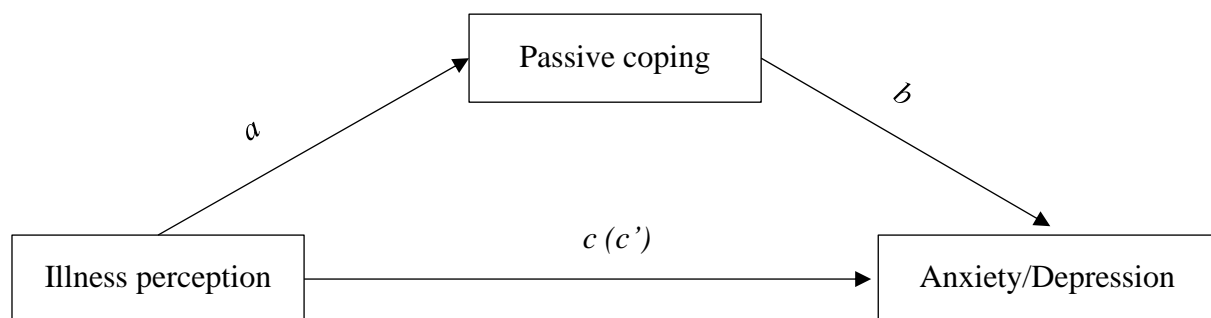 Passive coping
a
b
c (c’)
Illness perception
Anxiety/Depression